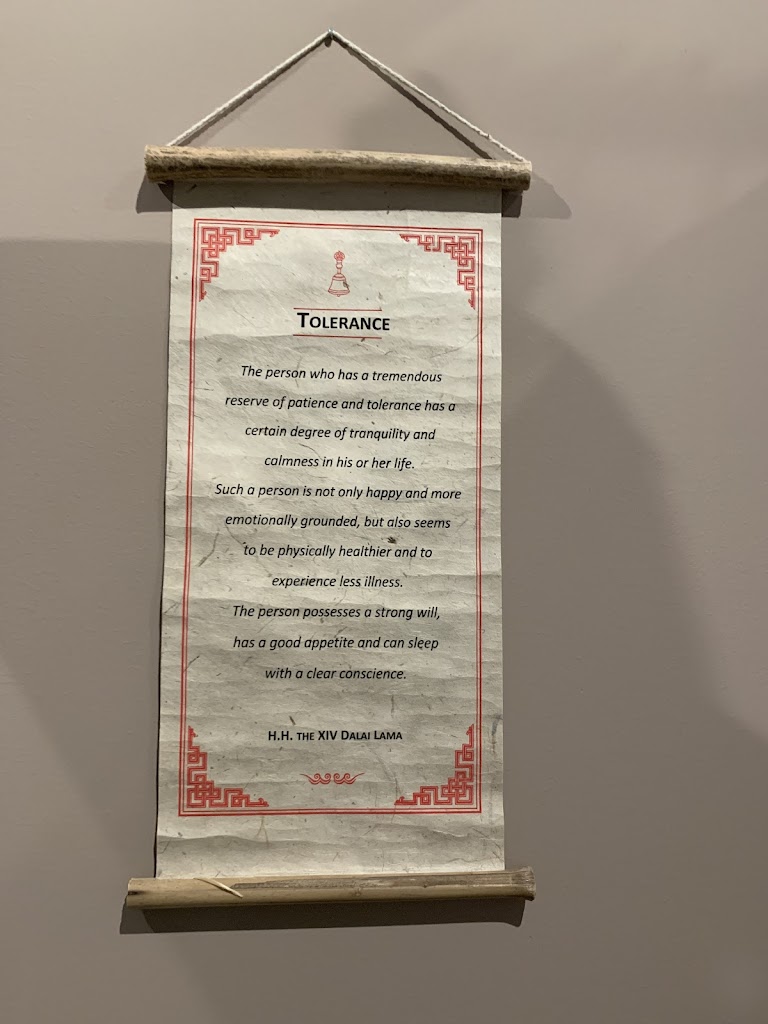 TOLERANCE
The person who has a tremendous
reserve of patience and tolerance has a
certain degree of tranquility and
calmness in his or her life.
Such a person is not only happy and more
emotionally grounded, but also seems
to be physically healthier and to
experience less illness.
The person possesses a strong will,
has a good appetite and can sleep
with a clear conscience.
H.H. THE XIV DALAI LAMA